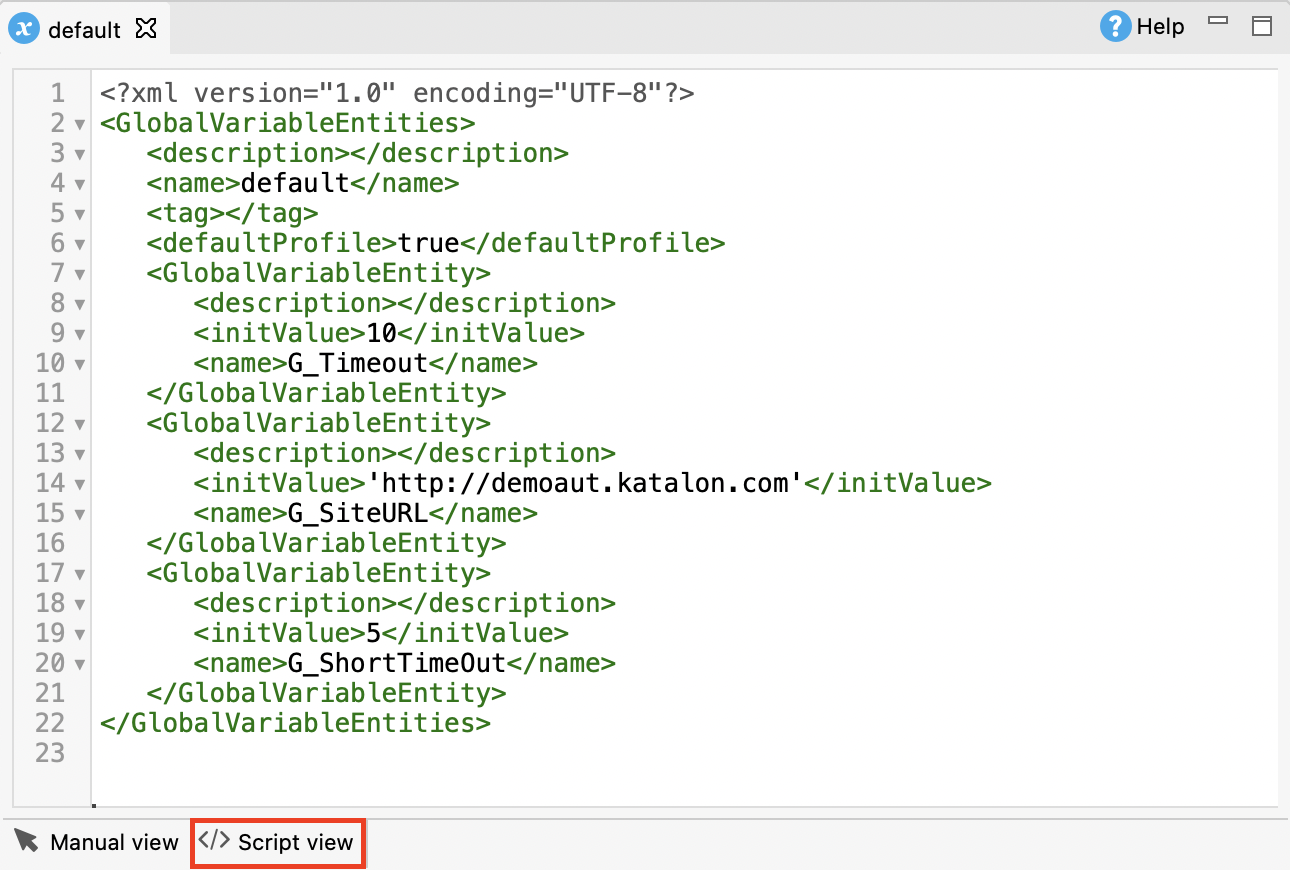 default
Help
1 <?xml version="1.0" encoding="UTF-8"?>
2 <GlobalVariableEntities>
3    <description></description>
4    <name>default</name>
5    <tag></tag>
6    <defaultProfile>true</defaultProfile>
7    <GlobalVariableEntity>
8       <description></description>
9       <initValue>10</initValue>
10       <name>G_Timeout</name>
11    </GlobalVariableEntity>
12    <GlobalVariableEntity>
13       <description></description>
14       <initValue>'http://demoaut.katalon.com'</initValue>
15       <name>G_SiteURL</name>
16    </GlobalVariableEntity>
17    <GlobalVariableEntity>
18       <description></description>
19       <initValue>5</initValue>
20       <name>G_ShortTimeOut</name>
21    </GlobalVariableEntity>
22 </GlobalVariableEntities>
23
Manual view </> Script view